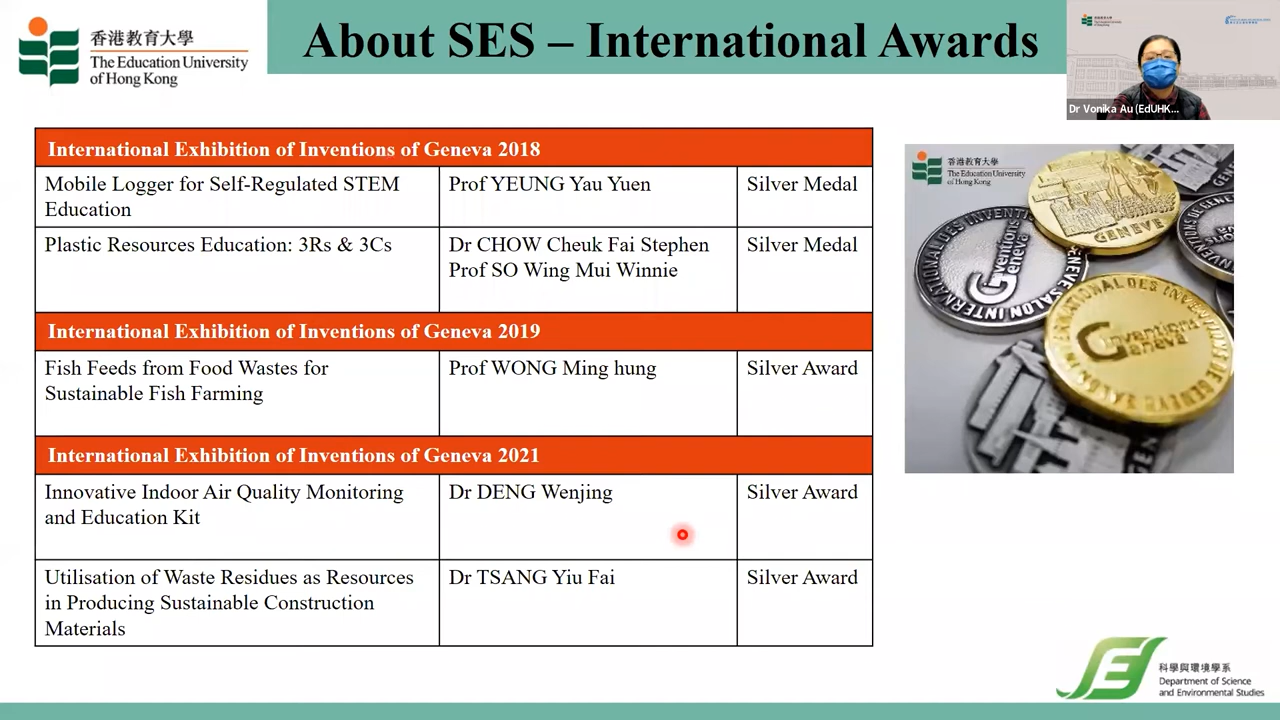 香港教育大學
The Education University
of Hong Kong
About SES – International Awards
Dr Vonika Au (EdUHK...
International Exhibition of Inventions of Geneva 2018
Mobile Logger for Self-Regulated STEM
Education
Prof YEUNG Yau Yuen
Silver Medal
Plastic Resources Education: 3Rs & 3Cs
Dr CHOW Cheuk Fai Stephen
Prof SO Wing Mui Winnie
Silver Medal
International Exhibition of Inventions of Geneva 2019
Fish Feeds from Food Wastes for
Sustainable Fish Farming
Prof WONG Ming hung
Silver Award
International Exhibition of Inventions of Geneva 2021
Innovative Indoor Air Quality Monitoring
and Education Kit
Dr DENG Wenjing
Silver Award
Utilisation of Waste Residues as Resources
in Producing Sustainable Construction
Materials
Dr TSANG Yiu Fai
Silver Award
香港教育大學
The Education University
of Hong Kong
GENEVE
Inventions
Geneva
Inventions
Geneva
科學與環境學系
Department of Science
and Environmental Studies